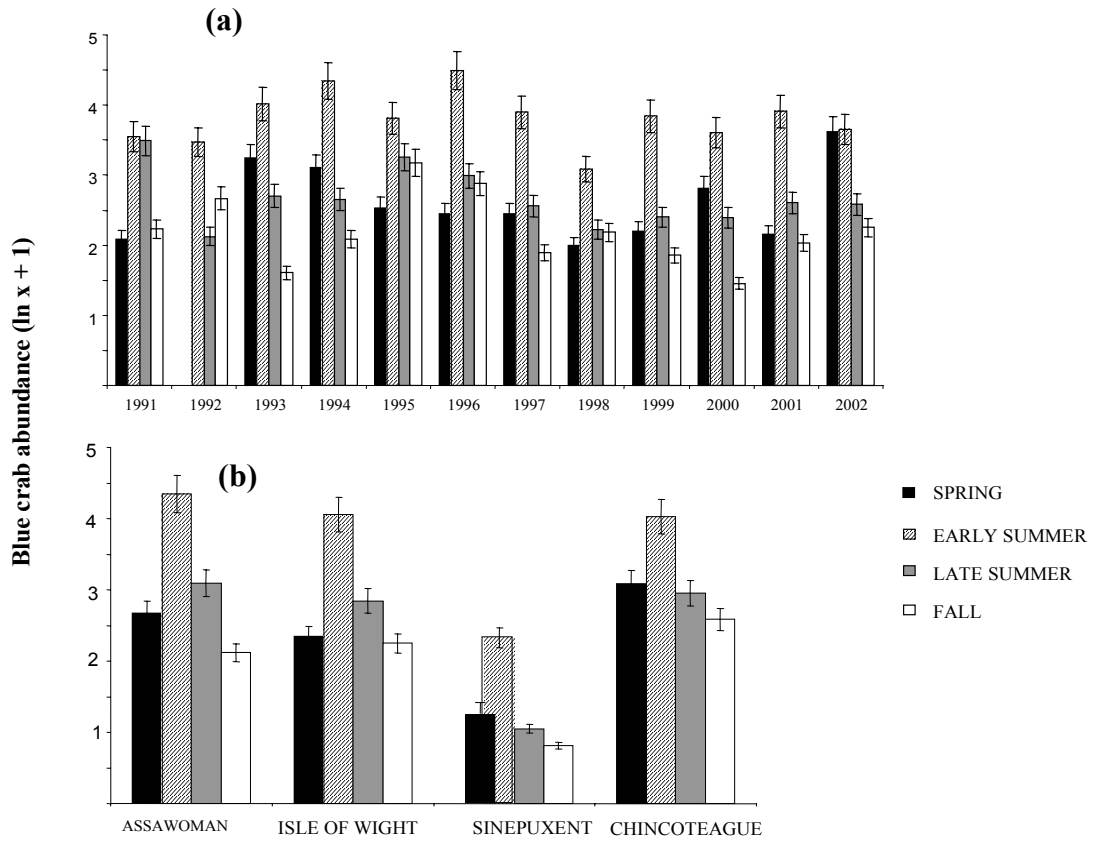 (a)
5
4
3
2
1
1991 1992 1993 1994 1995 1996 1997 1998 1999 2000 2001 2002
Blue crab abundance (ln x + 1)
(b)
5
4
3
2
1
ASSAWOMAN ISLE OF WIGHT SINEPUXENT CHINCOTEAGUE
SPRING
EARLY SUMMER
LATE SUMMER
FALL